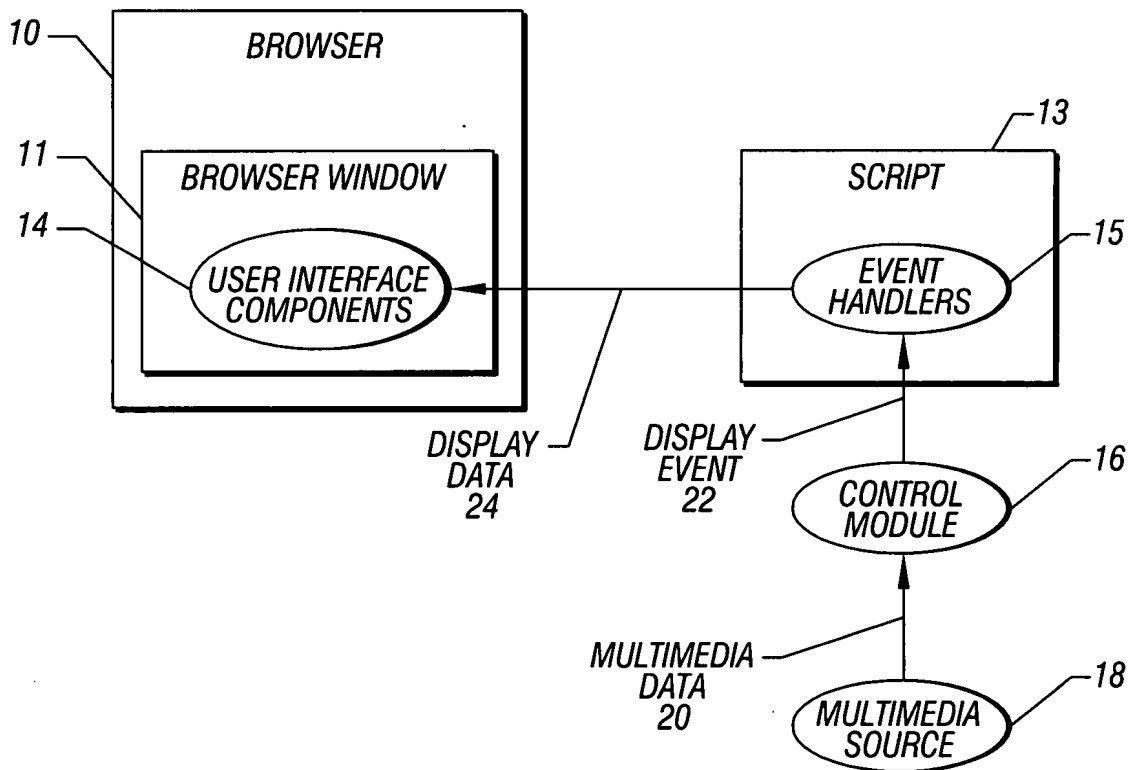 10
BROWSER
11
BROWSER WINDOW
14
USER INTERFACE
COMPONENTS
13
SCRIPT
15
EVENT
HANDLERS
DISPLAY
DATA
24
DISPLAY
EVENT
22
16
CONTROL
MODULE
MULTIMEDIA
DATA
20
18
MULTIMEDIA
SOURCE